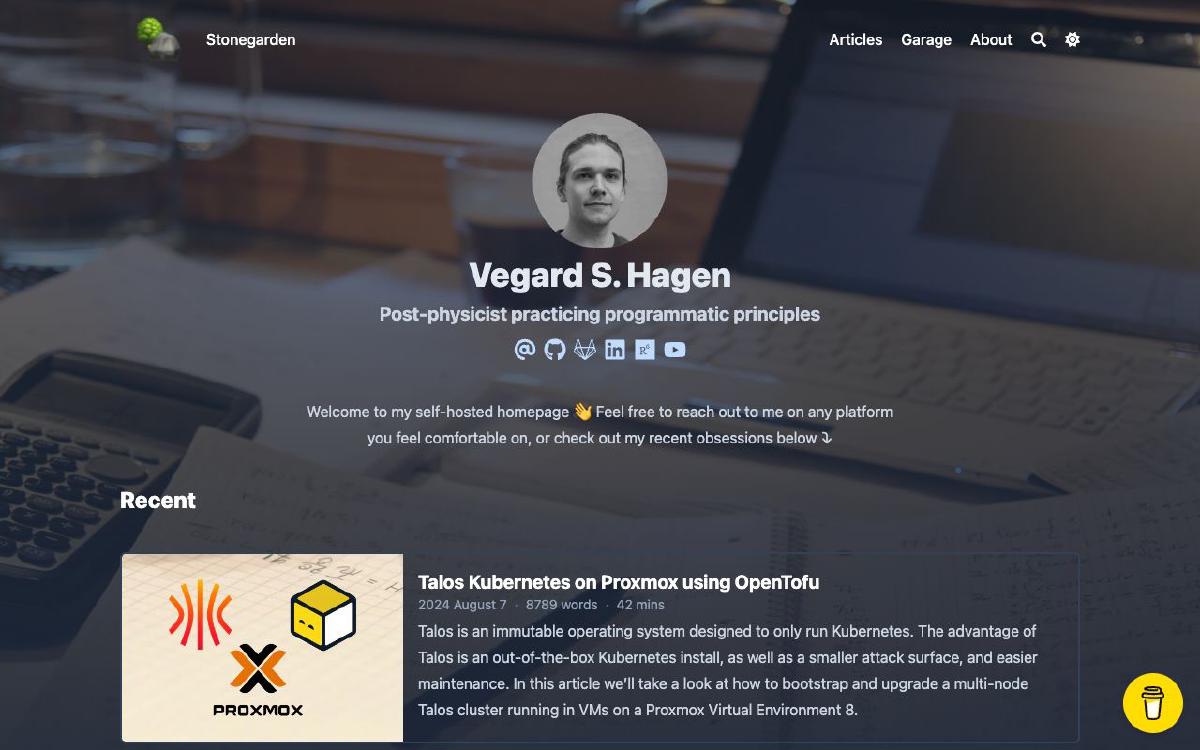 Stonegarden
Articles
Garage
About
Vegard S. Hagen
Post-physicist practicing programmatic principles
Welcome to my self-hosted homepage 👋 Feel free to reach out to me on any platform
you feel comfortable on, or check out my recent obsessions below ⤵
Recent
PROXMOX
Talos Kubernetes on Proxmox using OpenTofu
2024 August 7 · 8789 words · 42 mins
Talos is an immutable operating system designed to only run Kubernetes. The advantage of
Talos is an out-of-the-box Kubernetes install, as well as a smaller attack surface, and easier
maintenance. In this article we'll take a look at how to bootstrap and upgrade a multi-node
Talos cluster running in VMs on a Proxmox Virtual Environment 8.